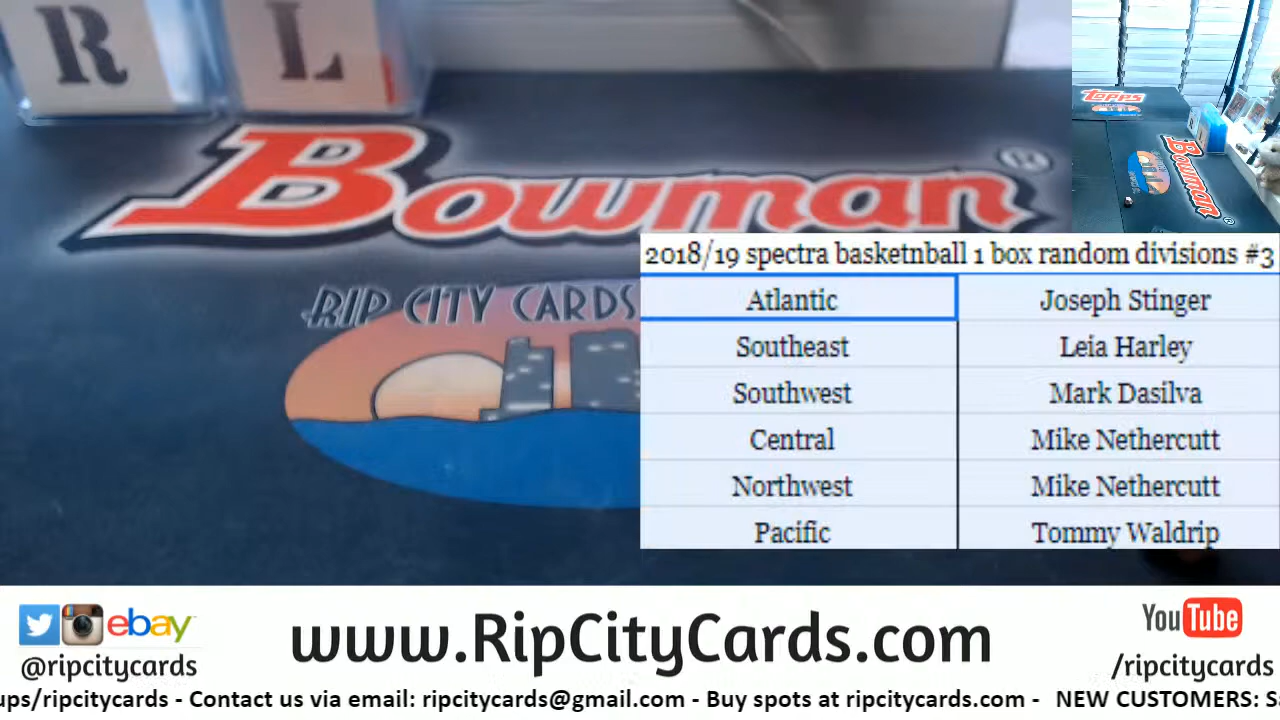 R L
Bowman®
RIP CITY CARDS
Topps
Bowman
2018/19 spectra basketnball 1 box random divisions #3
Atlantic Joseph Stinger
Southeast Leia Harley
Southwest Mark Dasilva
Central Mike Nethercutt
Northwest Mike Nethercutt
Pacific Tommy Waldrip
ebay
@ripcitycards
www.RipCityCards.com
YouTube
/ripcitycards
ups/ripcitycards - Contact us via email: ripcitycards@gmail.com - Buy spots at ripcitycards.com - NEW CUSTOMERS: Sa